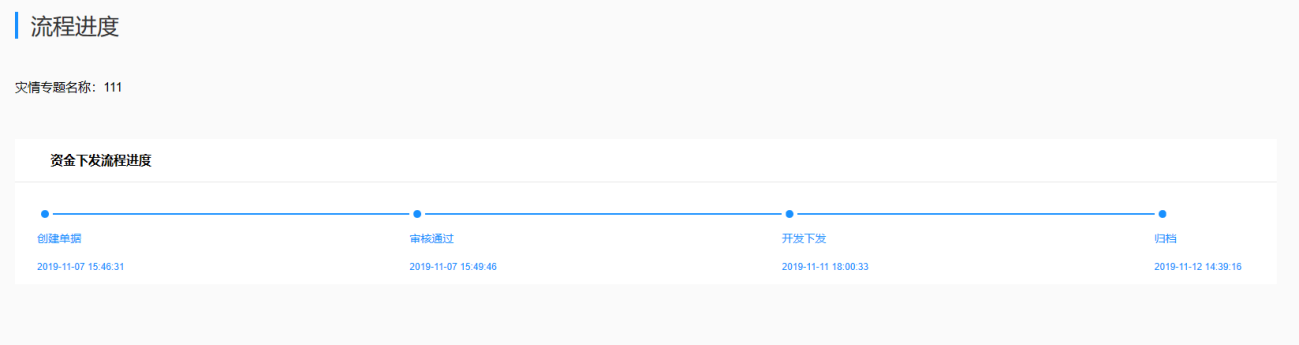 流程进度
灾情专题名称：111
资金下发流程进度
创建单据 审核通过 开发下发 归档
2019-11-07 15:46:31 2019-11-07 15:49:46 2019-11-11 18:00:33 2019-11-12 14:39:16